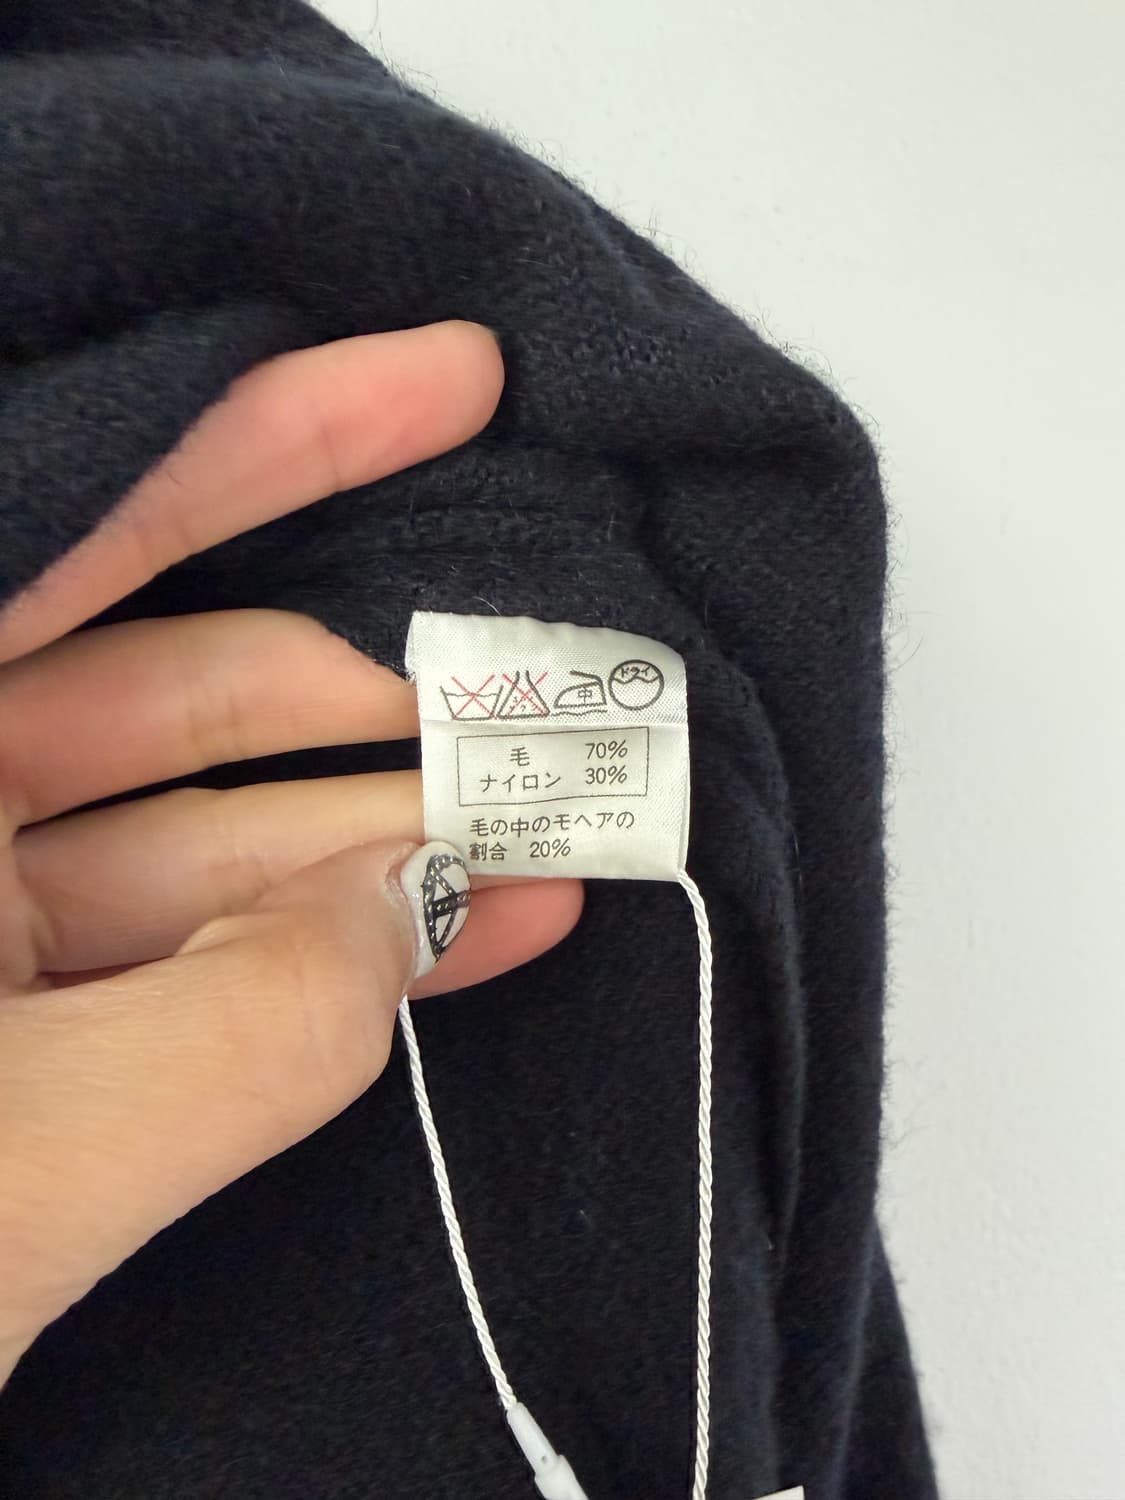 中 ドライ
毛 70%
ナイロン 30%
毛の中のモヘアの
割合 20%